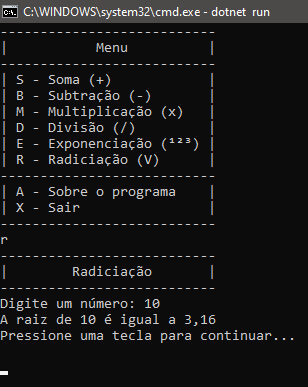 C:\WINDOWS\system32\cmd.exe - dotnet run
---------------------------
|          Menu           |
---------------------------
| S - Soma (+)            |
| B - Subtração (-)       |
| M - Multiplicação (x)   |
| D - Divisão (/)         |
| E - Exponenciação (¹²³) |
| R - Radiciação (V)      |
---------------------------
| A - Sobre o programa    |
| X - Sair                |
---------------------------
r
---------------------------
|       Radiciação        |
---------------------------
Digite um número: 10
A raiz de 10 é igual a 3,16
Pressione uma tecla para continuar...